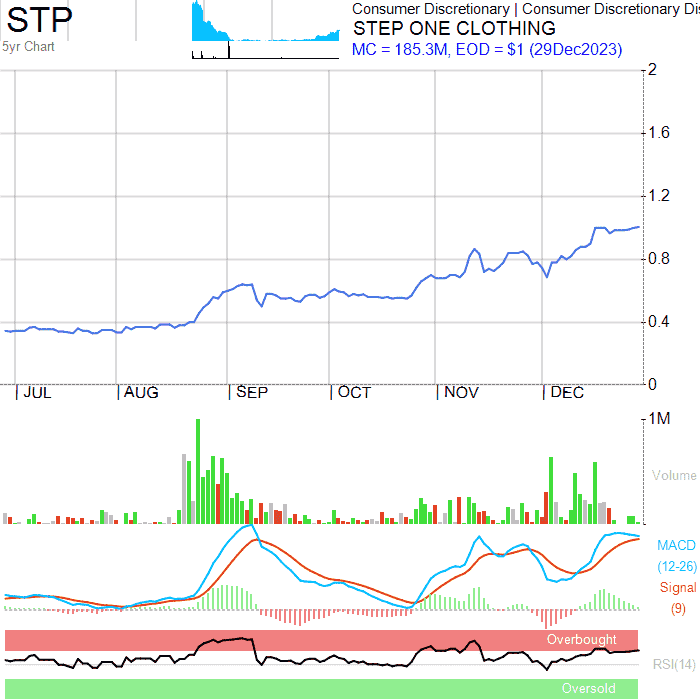 STP
5yr Chart
Consumer Discretionary | Consumer Discretionary Dis
STEP ONE CLOTHING
MC = 185.3M, EOD = $1 (29Dec2023)
2
1.6
1.2
0.8
0.4
0
JUL AUG SEP OCT NOV DEC
1M
Volume
MACD
(12-26)
Signal
(9)
Overbought
RSI(14)
Oversold